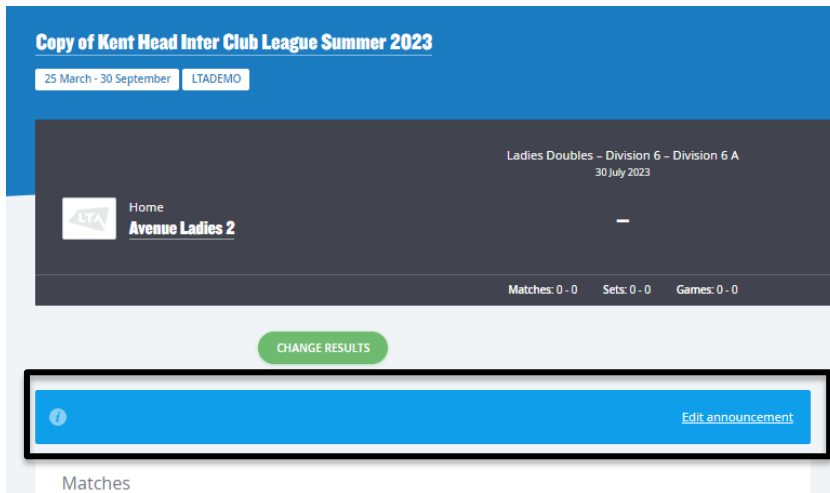 Copy of Kent Head Inter Club League Summer 2023
25 March - 30 September LTADEMO
Ladies Doubles – Division 6 – Division 6 A
30 July 2023
LTA
Home
Avenue Ladies 2
–
Matches: 0 - 0 Sets: 0 - 0 Games: 0 - 0
CHANGE RESULTS
i
Edit announcement
Matches